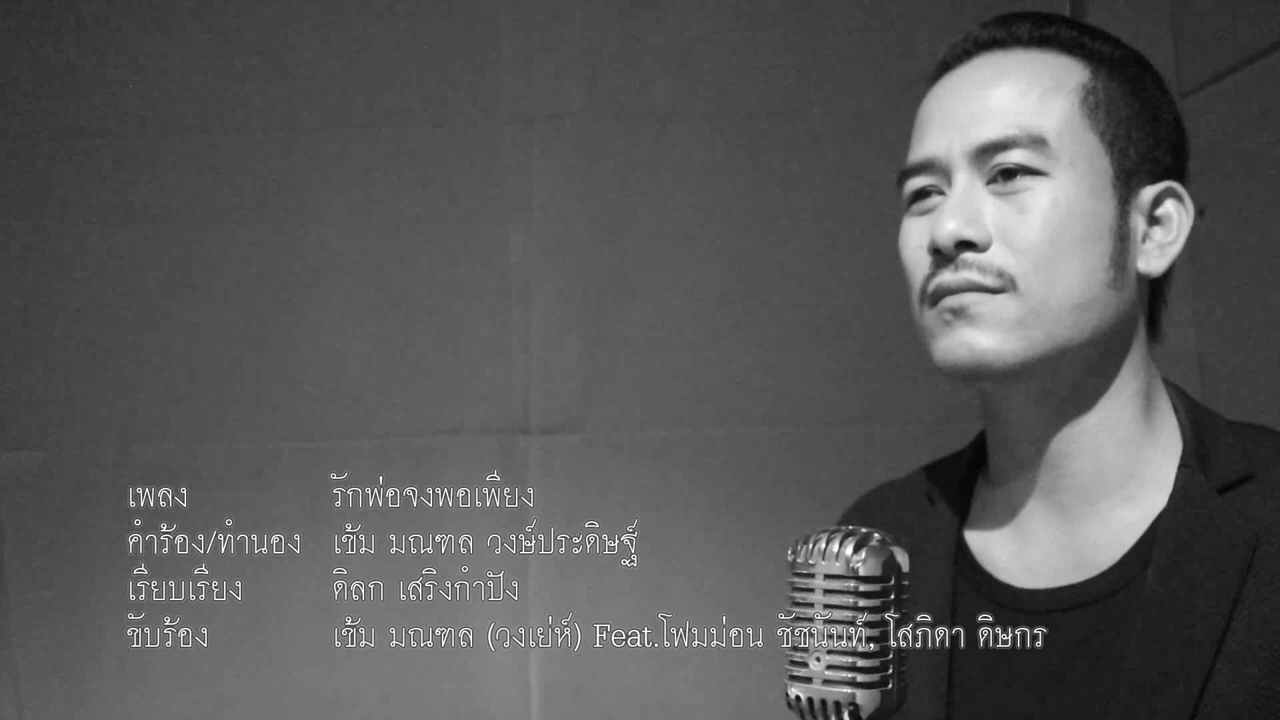 เพลง รักพ่อจงพอเพียง
คำร้อง/ทำนอง เข้ม มณฑล วงษ์ประดิษฐ์
เรียบเรียง ดิลก เสริงกำปัง
ขับร้อง เข้ม มณฑล (วงเย่ห์) Feat.โฟมม่อน ชัชนันท์, โสภิดา ดิษกร